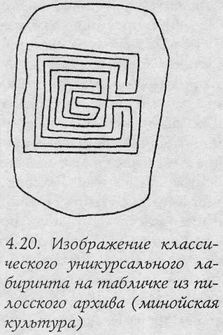 4.20. Изображение класси-
ческого уникурсального ла-
биринта на табличке из пи-
лосского архива (минойская
культура)